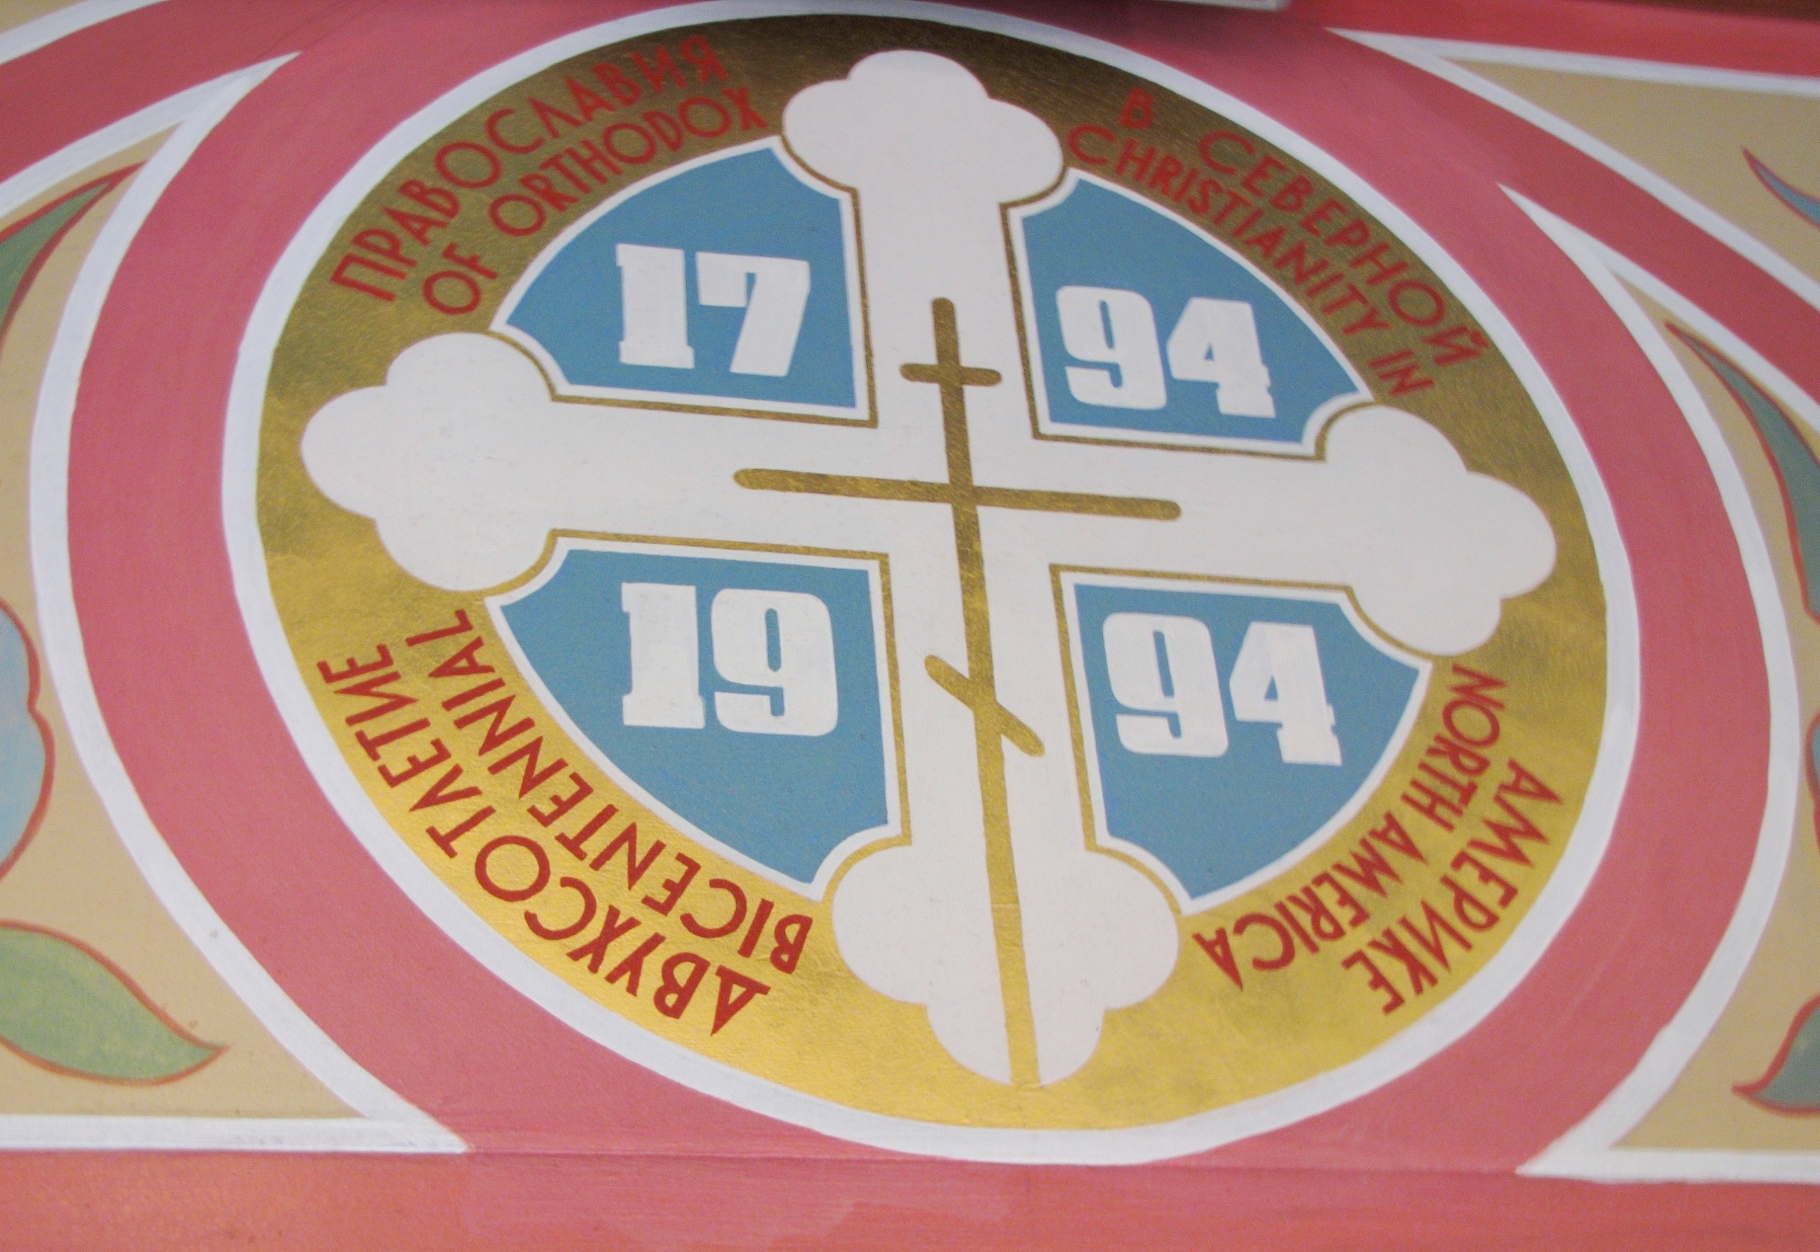 ДВУХСОТЛЕТИЕ ПРАВОСЛАВИЯ В СЕВЕРНОЙ АМЕРИКЕ
BICENTENNIAL OF ORTHODOX CHRISTIANITY IN NORTH AMERICA
17 94
19 94